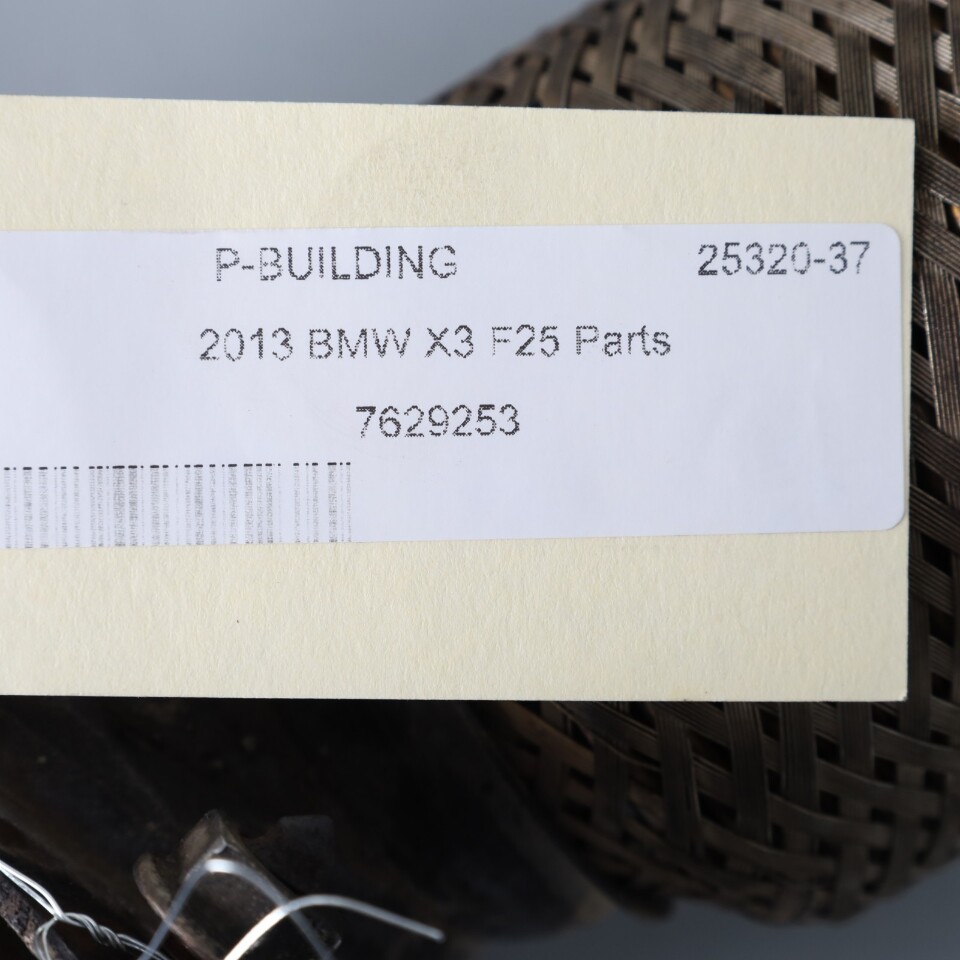 P-BUILDING 25320-37
2013 BMW X3 F25 Parts
7629253